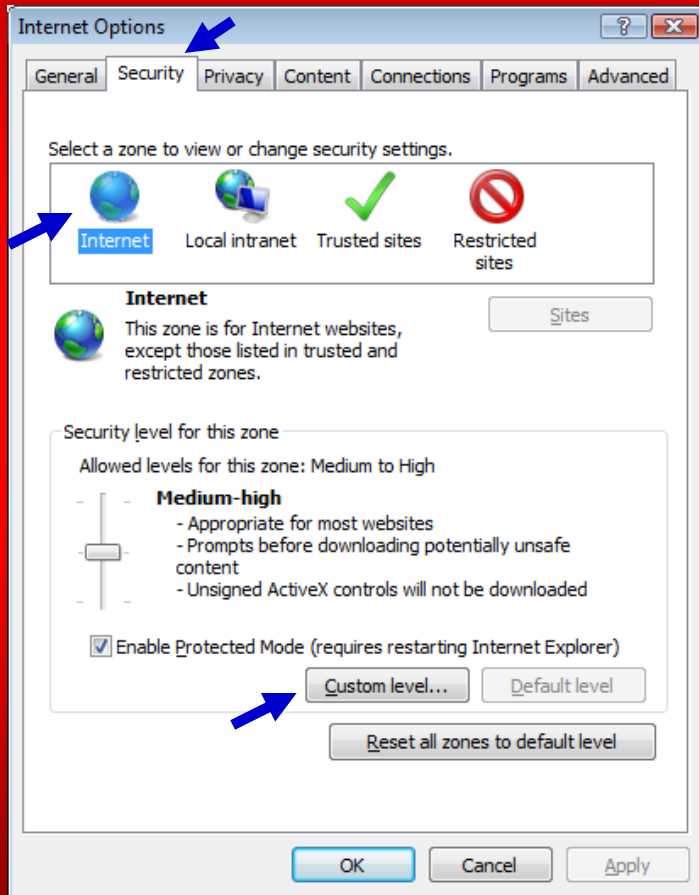 Internet Options
General Security Privacy Content Connections Programs Advanced
Select a zone to view or change security settings.
Internet Local intranet Trusted sites Restricted
sites
Internet
This zone is for Internet websites,
except those listed in trusted and
restricted zones.
Sites
Security level for this zone
Allowed levels for this zone: Medium to High
Medium-high
- Appropriate for most websites
- Prompts before downloading potentially unsafe
content
- Unsigned ActiveX controls will not be downloaded
Enable Protected Mode (requires restarting Internet Explorer)
Custom level... Default level
Reset all zones to default level
OK Cancel Apply